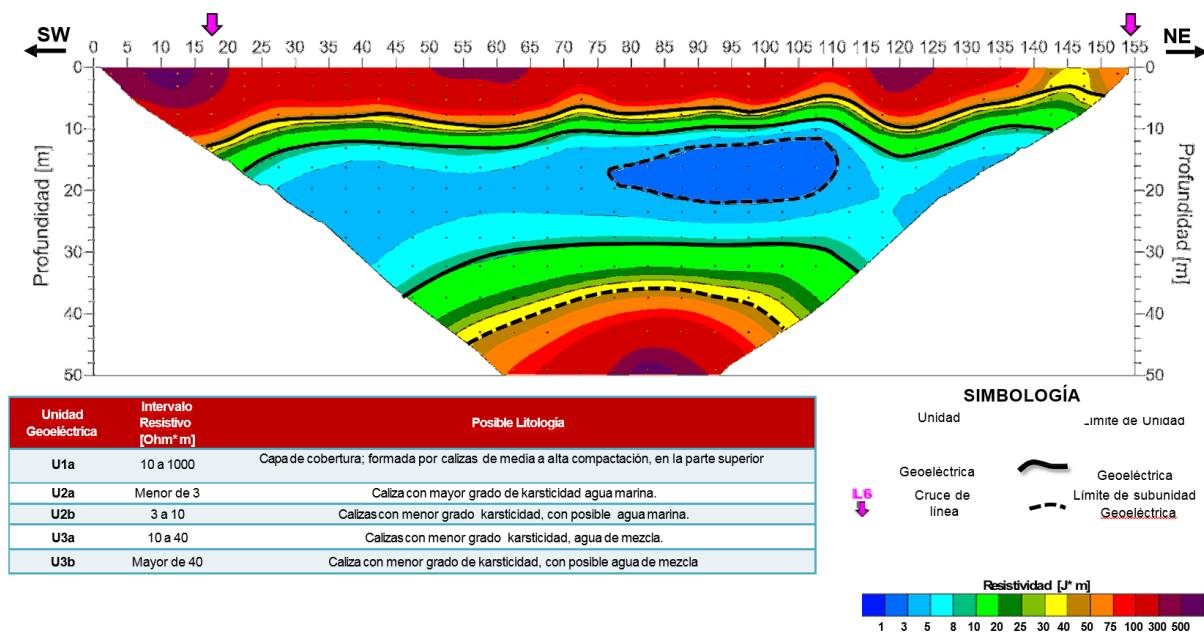 SW
NE
0 5 10 15 20 25 30 35 40 45 50 55 60 65 70 75 80 85 90 95 100 105 110 115 120 125 130 135 140 145 150 155
0
10
20
30
40
50
Profundidad [m]
0
10
20
30
40
50
Profundidad [m]
Unidad Geoeléctrica
Intervalo Resistivo [Ohm* m]
Posible Litología
U1a 10 a 1000 Capa de cobertura; formada por calizas de media a alta compactación, en la parte superior
U2a Menor de 3 Caliza con mayor grado de karsticidad agua marina.
U2b 3 a 10 Calizas con menor grado karsticidad, con posible agua marina.
U3a 10 a 40 Calizas con menor grado karsticidad, agua de mezcla.
U3b Mayor de 40 Caliza con menor grado de karsticidad, con posible agua de mezcla
SIMBOLOGÍA
Unidad
Límite de Unidad
Geoeléctrica
Geoeléctrica
L6
Cruce de línea
Límite de subunidad
Geoeléctrica
Resistividad [J* m]
1 3 5 8 10 20 25 30 40 50 75 100 300 500